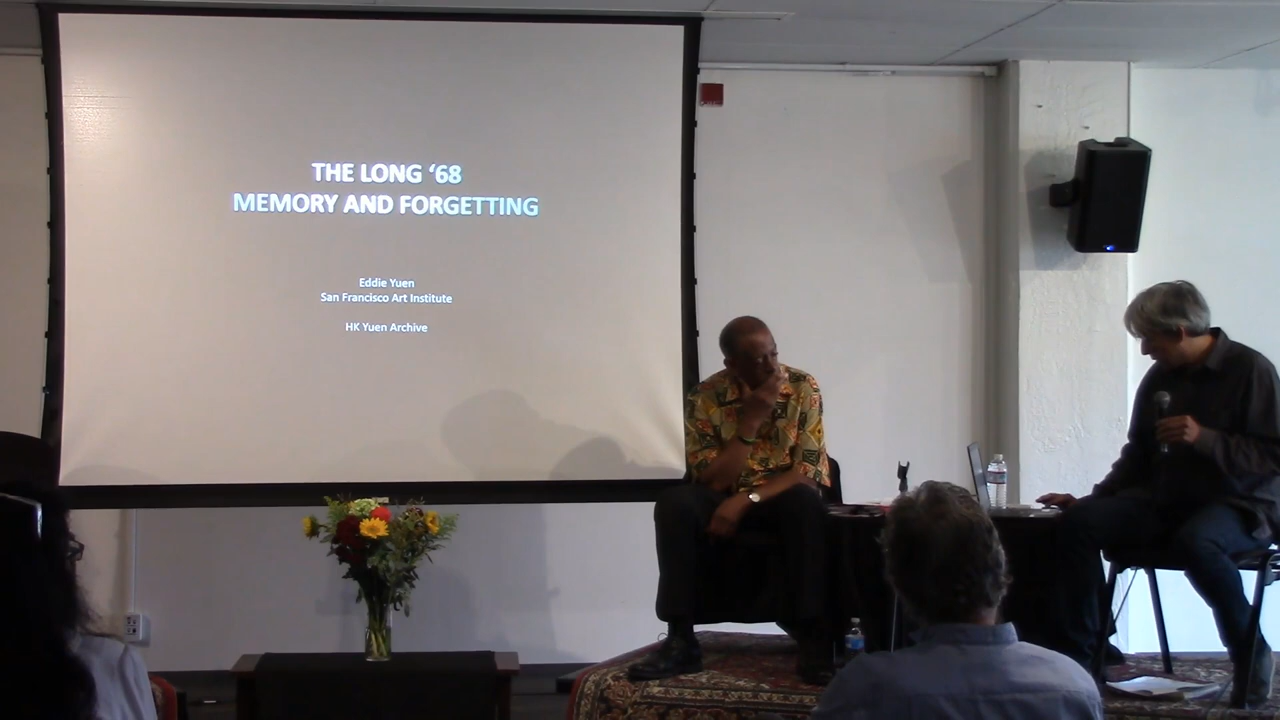 THE LONG ‘68
MEMORY AND FORGETTING
Eddie Yuen
San Francisco Art Institute
HK Yuen Archive